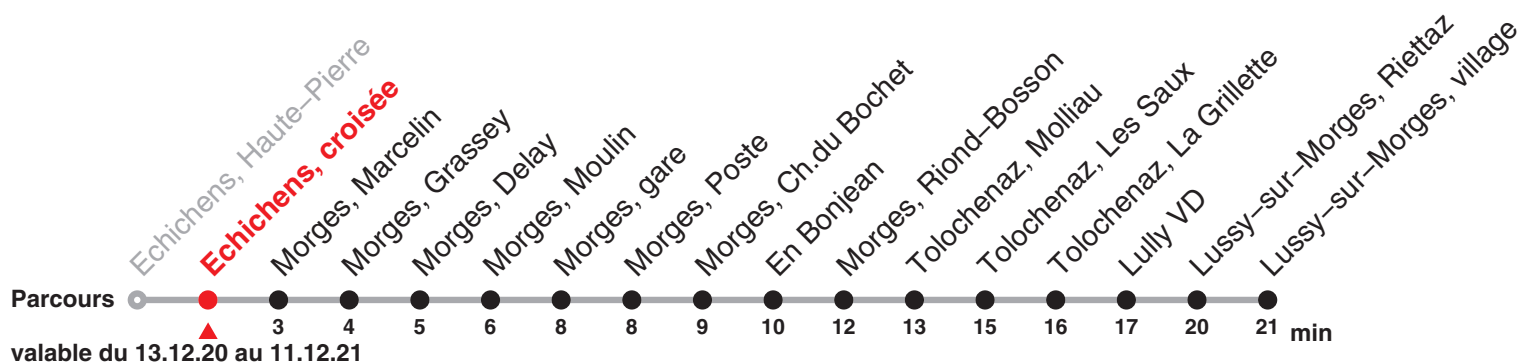 Echichens, Haute–Pierre
Echichens, croisée
Morges, Marcelin
Morges, Grassey
Morges, Delay
Morges, Moulin
Morges, gare
Morges, Poste
Morges, Ch.du Bochet
En Bonjean
Morges, Riond–Bosson
Tolochenaz, Molliau
Tolochenaz, Les Saux
Tolochenaz, La Grillette
Lully VD
Lussy–sur–Morges, Riettaz
Lussy–sur–Morges, village
Parcours
3 4 5 6 8 8 9 10 12 13 15 16 17 20 21 min
valable du 13.12.20 au 11.12.21